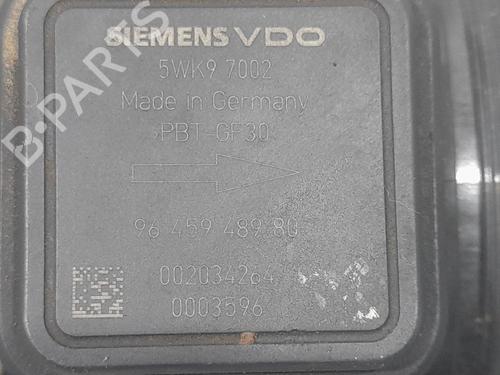 B-PARTS
SIEMENS VDO
5WK9 7002
Made in Germany
>PBT-GF30<
96 459 489 80
002034264
0003596